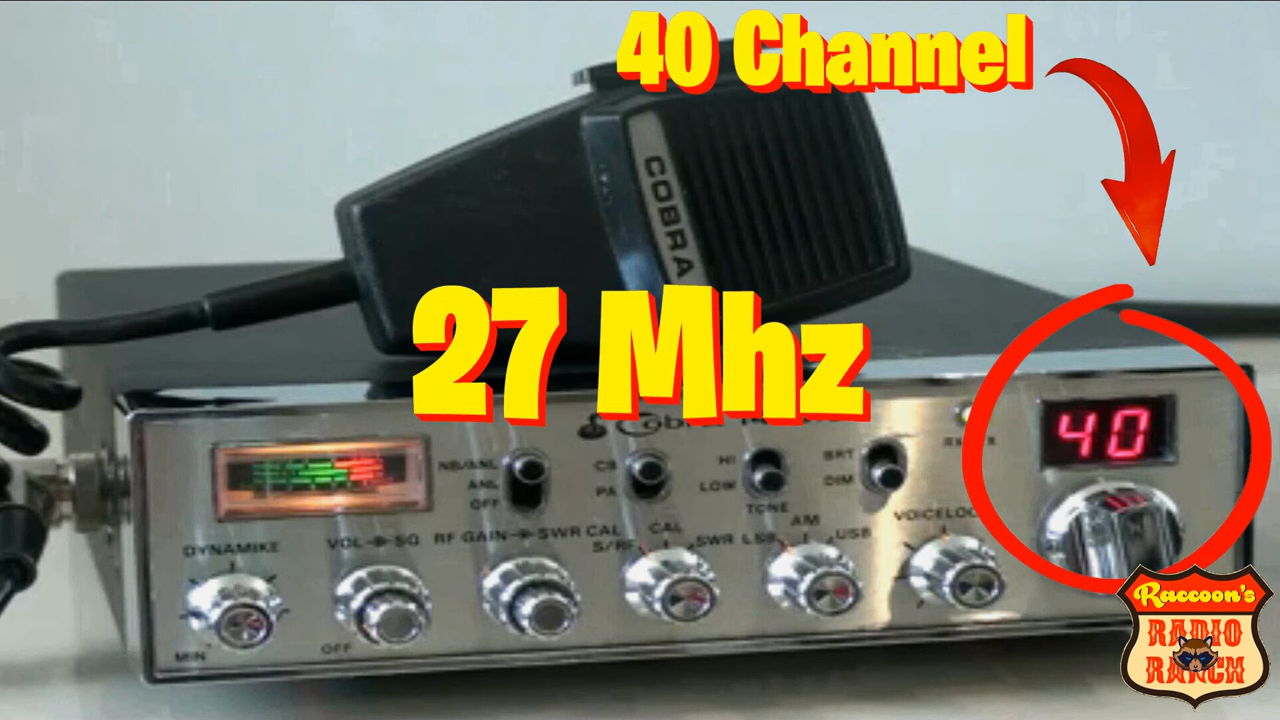 40 Channel
COBRA
27 Mhz
Cobra
40
NB/ANL
ANL
OFF
CB
PA
HI
LOW
TONE
BRT
DIM
DYNAMIKE
VOL SQ
RF GAIN SWR CAL
CAL
S/RF
SWR
LSB
AM
USB
MIN
OFF
Raccoon's
RADIO
RANCH